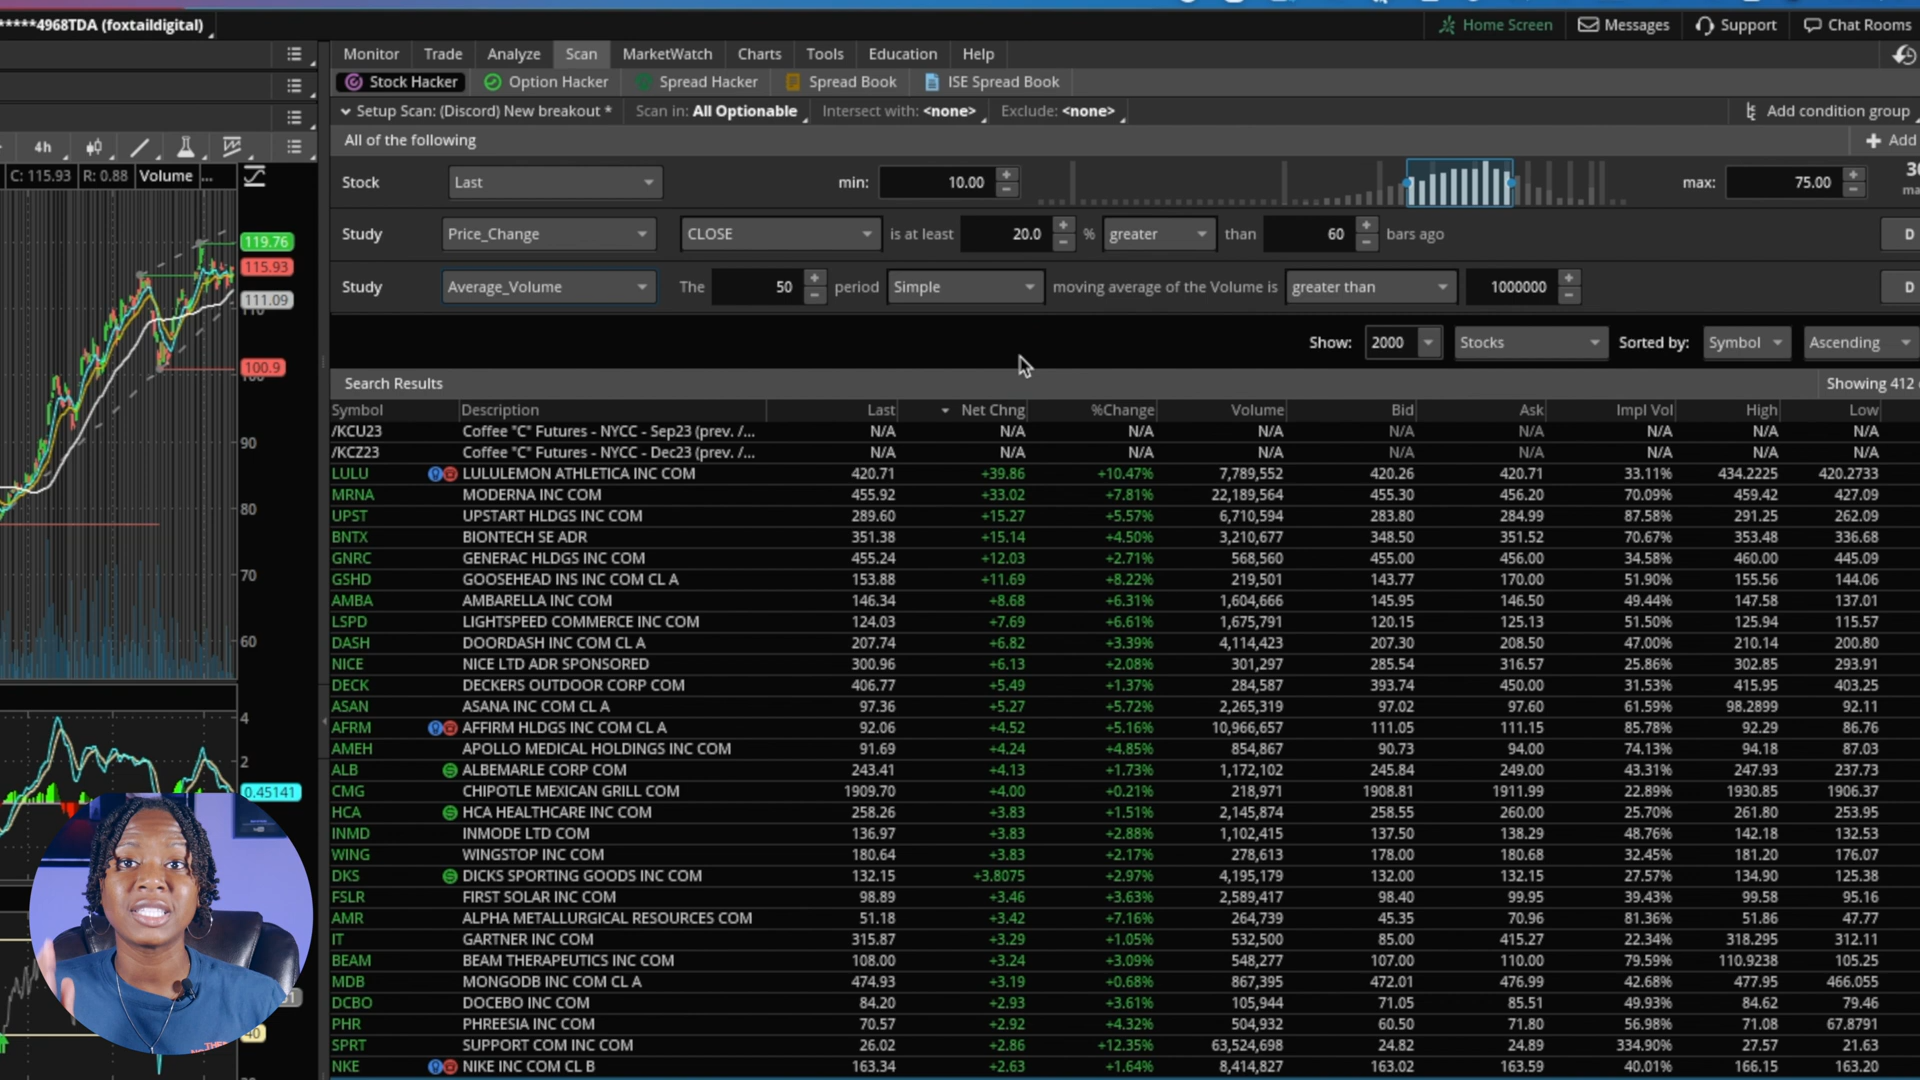 *****4968TDA (foxtaildigital)
Home Screen Messages Support Chat Rooms
Monitor Trade Analyze Scan MarketWatch Charts Tools Education Help
Stock Hacker Option Hacker Spread Hacker Spread Book ISE Spread Book
Setup Scan: (Discord) New breakout * Scan in: All Optionable Intersect with: <none> Exclude: <none> Add condition group
All of the following Add
4h
C: 115.93 R: 0.88 Volume ...
Stock Last min: 10.00 max: 75.00
Study Price_Change CLOSE is at least 20.0 % greater than 60 bars ago D
Study Average_Volume The 50 period Simple moving average of the Volume is greater than 1000000 D
119.76
115.93
111.09
100.9
90
80
70
60
4
2
0.45141
Show: 2000 Stocks Sorted by: Symbol Ascending
Search Results Showing 412
Symbol Description Last Net Chng %Change Volume Bid Ask Impl Vol High Low
/KCU23 Coffee "C" Futures - NYCC - Sep23 (prev. /... N/A N/A N/A N/A N/A N/A N/A N/A N/A
/KCZ23 Coffee "C" Futures - NYCC - Dec23 (prev. /... N/A N/A N/A N/A N/A N/A N/A N/A N/A
LULU LULULEMON ATHLETICA INC COM 420.71 +39.86 +10.47% 7,789,552 420.26 420.71 33.11% 434.2225 420.2733
MRNA MODERNA INC COM 455.92 +33.02 +7.81% 22,189,564 455.30 456.20 70.09% 459.42 427.09
UPST UPSTART HLDGS INC COM 289.60 +15.27 +5.57% 6,710,594 283.80 284.99 87.58% 291.25 262.09
BNTX BIONTECH SE ADR 351.38 +15.14 +4.50% 3,210,677 348.50 351.52 70.67% 353.48 336.68
GNRC GENERAC HLDGS INC COM 455.24 +12.03 +2.71% 568,560 455.00 456.00 34.58% 460.00 445.09
GSHD GOOSEHEAD INS INC COM CL A 153.88 +11.69 +8.22% 219,501 143.77 170.00 51.90% 155.56 144.06
AMBA AMBARELLA INC COM 146.34 +8.68 +6.31% 1,604,666 145.95 146.50 49.44% 147.58 137.01
LSPD LIGHTSPEED COMMERCE INC COM 124.03 +7.69 +6.61% 1,675,791 120.15 125.13 51.50% 125.94 115.57
DASH DOORDASH INC COM CL A 207.74 +6.82 +3.39% 4,114,423 207.30 208.50 47.00% 210.14 200.80
NICE NICE LTD ADR SPONSORED 300.96 +6.13 +2.08% 301,297 285.54 316.57 25.86% 302.85 293.91
DECK DECKERS OUTDOOR CORP COM 406.77 +5.49 +1.37% 284,587 393.74 450.00 31.53% 415.95 403.25
ASAN ASANA INC COM CL A 97.36 +5.27 +5.72% 2,265,319 97.02 97.60 61.59% 98.2899 92.11
AFRM AFFIRM HLDGS INC COM CL A 92.06 +4.52 +5.16% 10,966,657 111.05 111.15 85.78% 92.29 86.76
AMEH APOLLO MEDICAL HOLDINGS INC COM 91.69 +4.24 +4.85% 854,867 90.73 94.00 74.13% 94.18 87.03
ALB ALBEMARLE CORP COM 243.41 +4.13 +1.73% 1,172,102 245.84 249.00 43.31% 247.93 237.73
CMG CHIPOTLE MEXICAN GRILL COM 1909.70 +4.00 +0.21% 218,971 1908.81 1911.99 22.89% 1930.85 1906.37
HCA HCA HEALTHCARE INC COM 258.26 +3.83 +1.51% 2,145,874 258.55 260.00 25.70% 261.80 253.95
INMD INMODE LTD COM 136.97 +3.83 +2.88% 1,102,415 137.50 138.29 48.76% 142.18 132.53
WING WINGSTOP INC COM 180.64 +3.83 +2.17% 278,613 178.00 180.68 32.45% 181.20 176.07
DKS DICKS SPORTING GOODS INC COM 132.15 +3.8075 +2.97% 4,195,179 132.00 132.15 27.57% 134.90 125.38
FSLR FIRST SOLAR INC COM 98.89 +3.46 +3.63% 2,589,417 98.40 99.95 39.43% 99.58 95.16
AMR ALPHA METALLURGICAL RESOURCES COM 51.18 +3.42 +7.16% 264,739 45.35 70.96 81.36% 51.86 47.77
IT GARTNER INC COM 315.87 +3.29 +1.05% 532,500 85.00 415.27 22.34% 318.295 312.11
BEAM BEAM THERAPEUTICS INC COM 108.00 +3.24 +3.09% 548,277 107.00 110.00 79.59% 110.9238 105.25
MDB MONGODB INC COM CL A 474.93 +3.19 +0.68% 867,395 472.01 476.99 42.68% 477.95 466.055
DCBO DOCEBO INC COM 84.20 +2.93 +3.61% 105,944 71.05 85.51 49.93% 84.62 79.46
PHR PHREESIA INC COM 70.57 +2.92 +4.32% 504,932 60.50 71.80 56.98% 71.08 67.8791
SPRT SUPPORT COM INC COM 26.02 +2.86 +12.35% 63,524,698 24.82 24.89 334.90% 27.57 21.63
NKE NIKE INC COM CL B 163.34 +2.63 +1.64% 8,414,827 163.02 163.59 40.01% 166.15 163.20